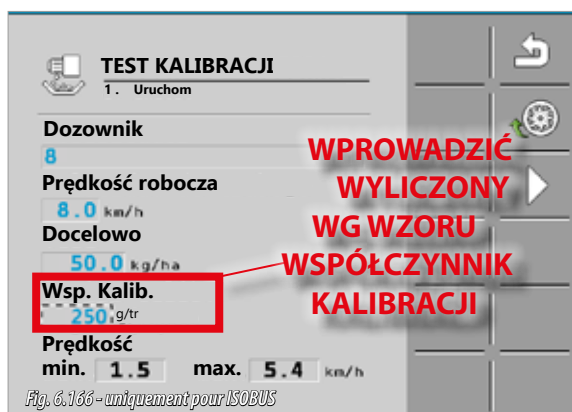 TEST KALIBRACJI
1. Uruchom
Dozownik
8
Prędkość robocza
8.0 km/h
Docelowo
50.0 kg/ha
Wsp. Kalib.
250 g/tr
Prędkość
min. 1.5 max. 5.4 km/h
WPROWADZIĆ
WYLICZONY
WG WZORU
WSPÓŁCZYNNIK
KALIBRACJI
Fig. 6.166 - uniquement pour ISOBUS